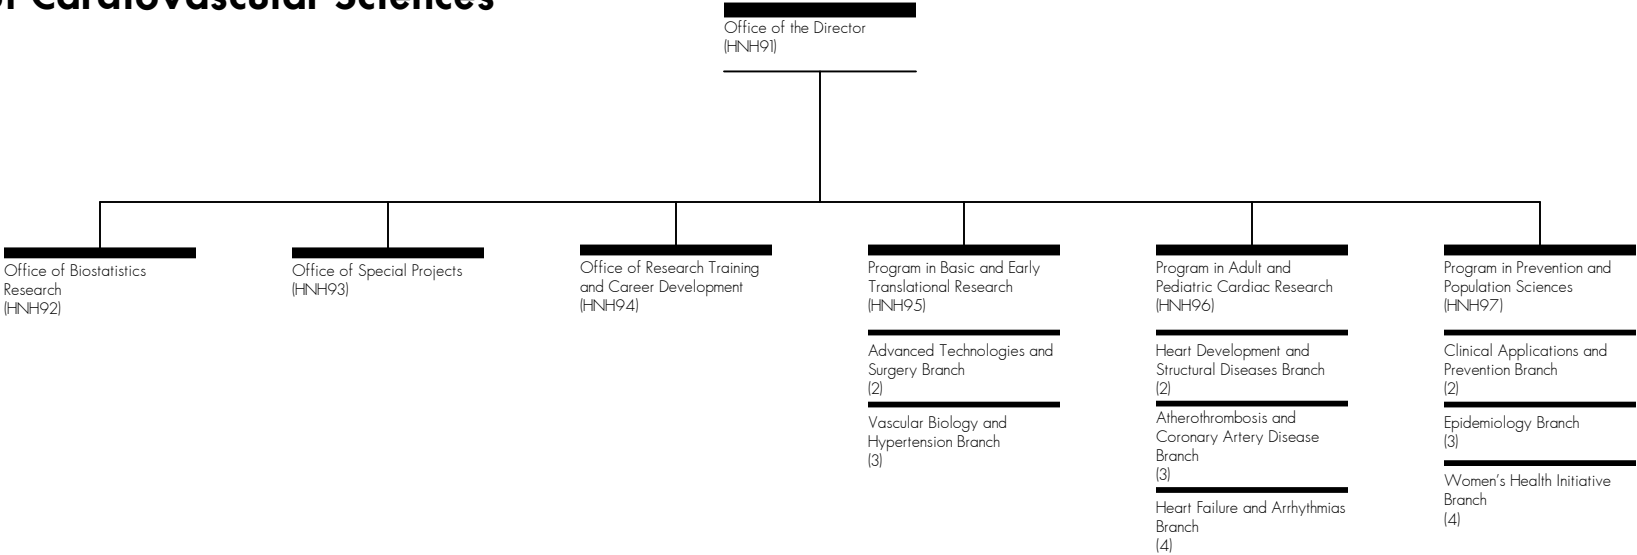 of Cardiovascular Sciences
Office of the Director
(HNH91)
Office of Biostatistics
Research
(HNH92)
Office of Special Projects
(HNH93)
Office of Research Training
and Career Development
(HNH94)
Program in Basic and Early
Translational Research
(HNH95)
Advanced Technologies and
Surgery Branch
(2)
Vascular Biology and
Hypertension Branch
(3)
Program in Adult and
Pediatric Cardiac Research
(HNH96)
Heart Development and
Structural Diseases Branch
(2)
Atherothrombosis and
Coronary Artery Disease
Branch
(3)
Heart Failure and Arrhythmias
Branch
(4)
Program in Prevention and
Population Sciences
(HNH97)
Clinical Applications and
Prevention Branch
(2)
Epidemiology Branch
(3)
Women's Health Initiative
Branch
(4)